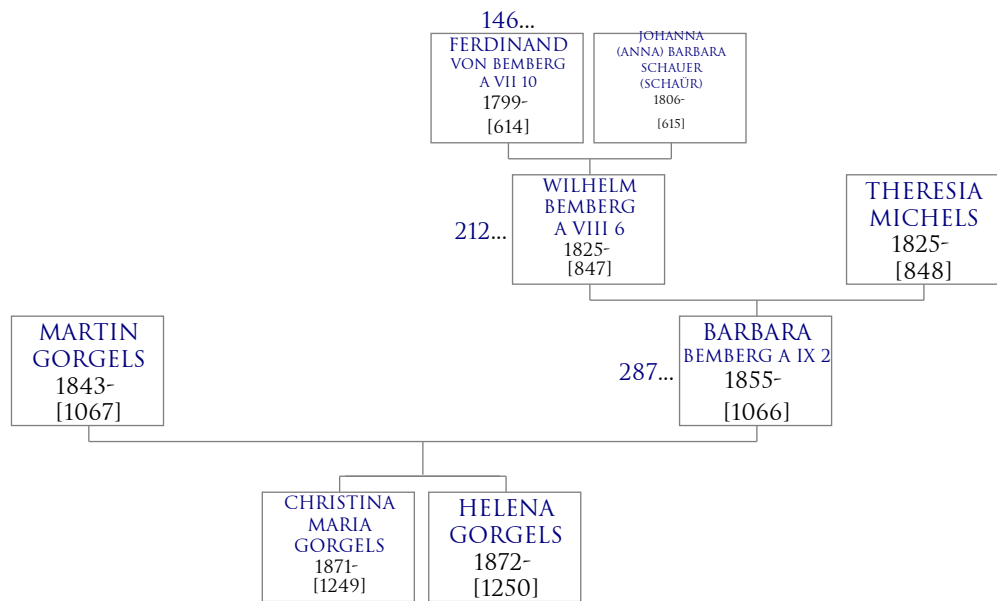 146...
FERDINAND
VON BEMBERG
A VII 10
1799-
[614]
JOHANNA
(ANNA) BARBARA
SCHAUER
(SCHAÜR)
1806-
[615]
212...
WILHELM
BEMBERG
A VIII 6
1825-
[847]
THERESIA
MICHELS
1825-
[848]
MARTIN
GORGELS
1843-
[1067]
287...
BARBARA
BEMBERG A IX 2
1855-
[1066]
CHRISTINA
MARIA
GORGELS
1871-
[1249]
HELENA
GORGELS
1872-
[1250]